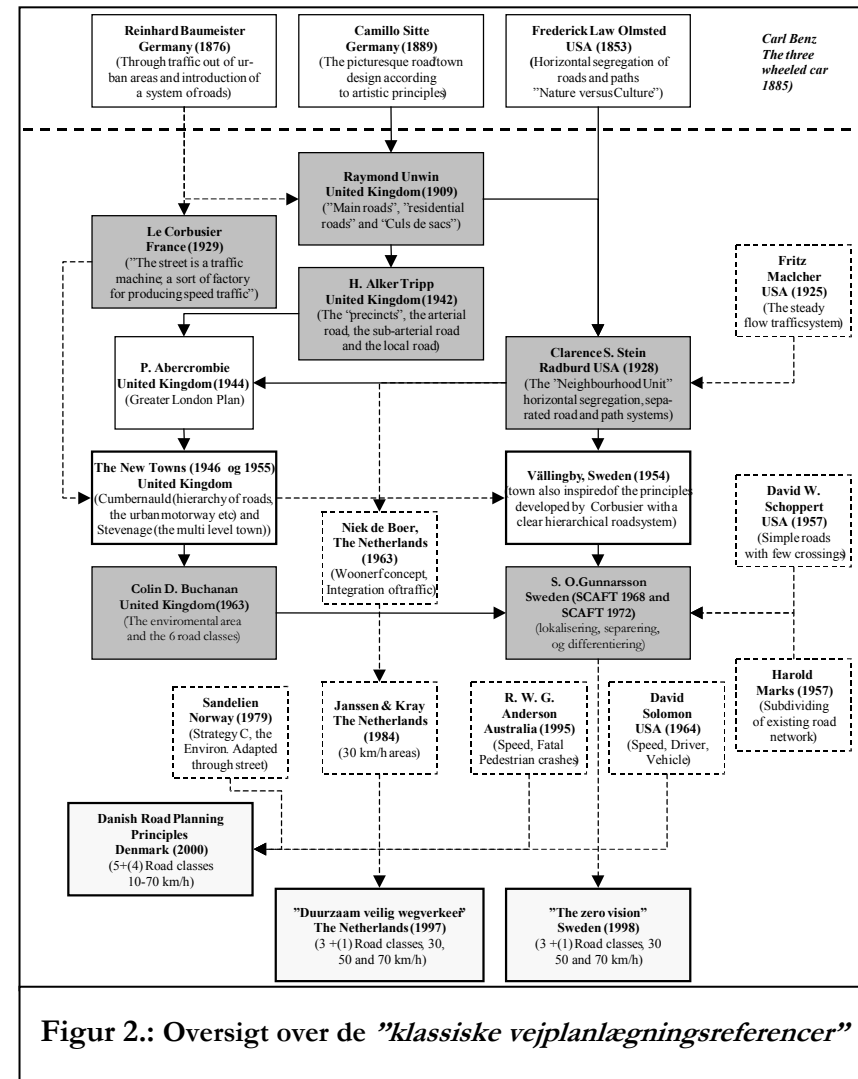 Reinhard Baumeister
Germany (1876)
(Through traffic out of ur-
ban areas and introduction of
a system of roads)
Camillo Sitte
Germany (1889)
(The picturesque road town
design according
to artistic principles)
Frederick Law Olmsted
USA (1853)
(Horizontal segregation of
roads and paths
”Nature versus Culture”)
Carl Benz
The three
wheeled car
1885)
Raymond Unwin
United Kingdom (1909)
(”Main roads”, ”residential
roads” and “Culs de sacs”)
Le Corbusier
France (1929)
(”The street is a traffic
machine; a sort of factory
for producing speed traffic”)
H. Alker Tripp
United Kingdom (1942)
(The “precincts”, the arterial
road, the sub-arterial road
and the local road)
Fritz
Maclcher
USA (1925)
(The steady
flow trafficsystem)
P. Abercrombie
United Kingdom (1944)
(Greater London Plan)
Clarence S. Stein
Radburd USA (1928)
(The ”Neighbourhood Unit”
horizontal segregation, sepa-
rated road and path systems)
The New Towns (1946 og 1955)
United Kingdom
(Cumbernauld (hierarchy of roads,
the urban motorway etc) and
Stevenage (the multi level town))
Niek de Boer,
The Netherlands
(1963)
(Woonerf concept,
Integration of traffic)
Vällingby, Sweden (1954)
(town also inspired of the principles
developed by Corbusier with a
clear hierarchical roadsystem)
David W.
Schoppert
USA (1957)
(Simple roads
with few crossings)
Colin D. Buchanan
United Kingdom (1963)
(The enviromental area
and the 6 road classes)
S. O.Gunnarsson
Sweden (SCAFT 1968 and
SCAFT 1972)
(lokalisering, separering,
og differentiering)
Harold
Marks (1957)
(Subdividing
of existing road
network)
Sandelien
Norway (1979)
(Strategy C, the
Environ. Adapted
through street)
Janssen & Kray
The Netherlands
(1984)
(30 km/h areas)
R. W. G.
Anderson
Australia (1995)
(Speed, Fatal
Pedestrian crashes)
David
Solomon
USA (1964)
(Speed, Driver,
Vehicle)
Danish Road Planning
Principles
Denmark (2000)
(5+(4) Road classes
10-70 km/h)
”Duurzaam veilig wegverkeer”
The Netherlands (1997)
(3 +(1) Road classes, 30,
50 and 70 km/h)
”The zero vision”
Sweden (1998)
(3 +(1) Road classes, 30
50 and 70 km/h)
Figur 2.: Oversigt over de ”klassiske vejplanlægningsreferencer”